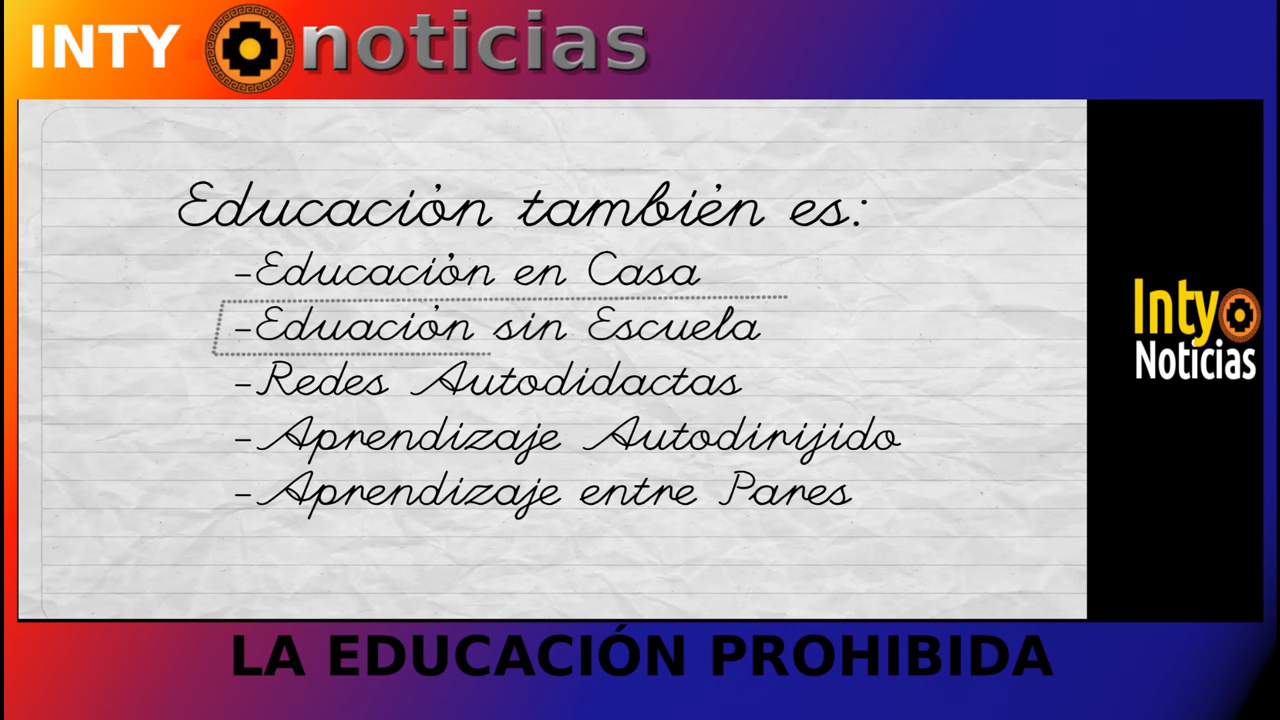 INTY noticias
Educación también es:
-Educación en Casa
-Eduación sin Escuela
-Redes Autodidactas
-Aprendizaje Autodirijido
-Aprendizaje entre Pares
Inty
Noticias
LA EDUCACIÓN PROHIBIDA